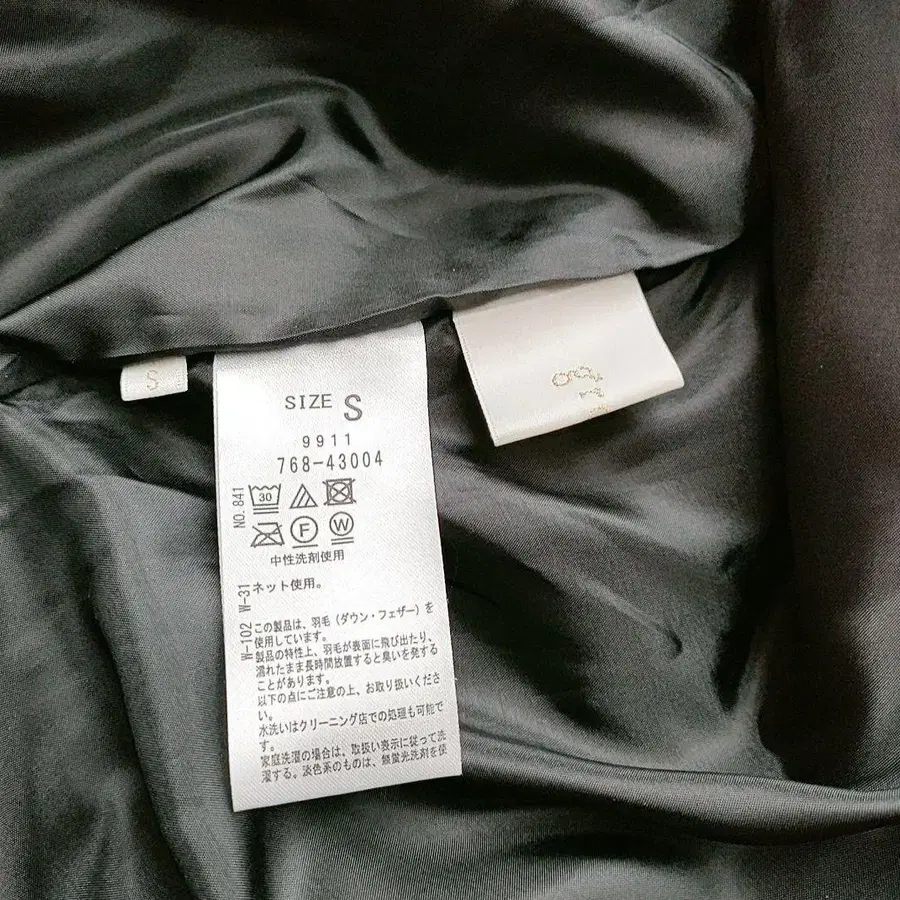 S
SIZE S
9911
768-43004
NO.841
30
F
W
中性洗剤使用
W-102 W-31
ネット使用。
この製品は、羽毛(ダウン・フェザー)を
使用しています。
製品の特性上、羽毛が表面に飛び出たり、
濡れたまま長時間放置すると臭いを発する
ことがあります。
以下の点にご注意の上、お取り扱いくださ
い。
水洗いはクリーニング店での処理も可能で
す。
家庭洗濯の場合は、取扱い表示に従って洗
濯する。淡色系のものは、無蛍光洗剤を使